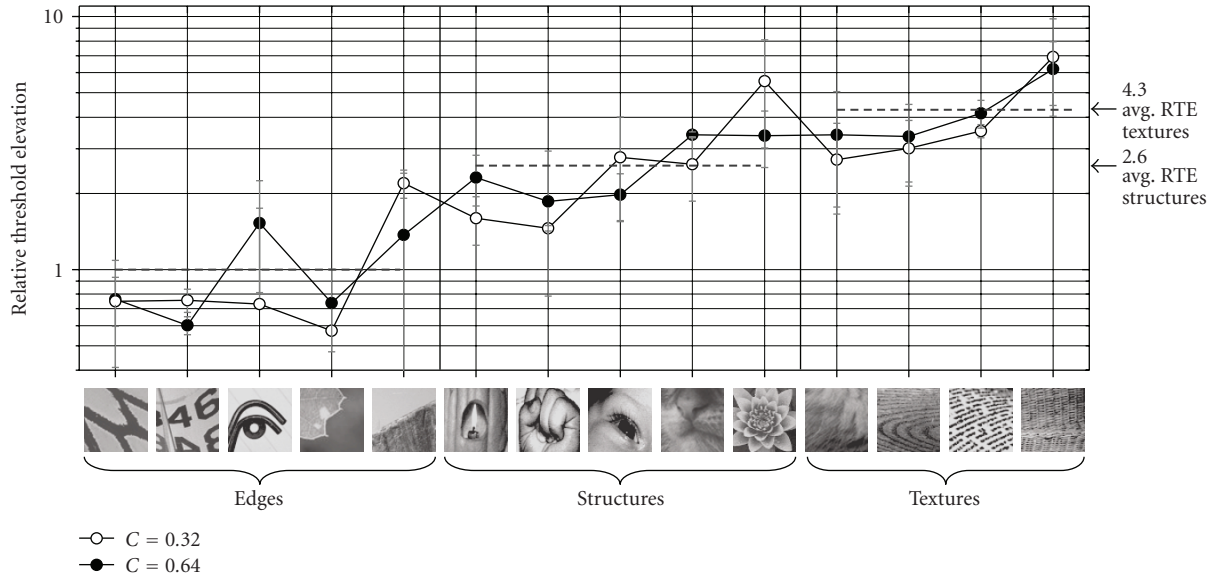 10
1
Relative threshold elevation
4.3
avg. RTE
textures
2.6
avg. RTE
structures
346
Edges
Structures
Textures
C = 0.32
C = 0.64